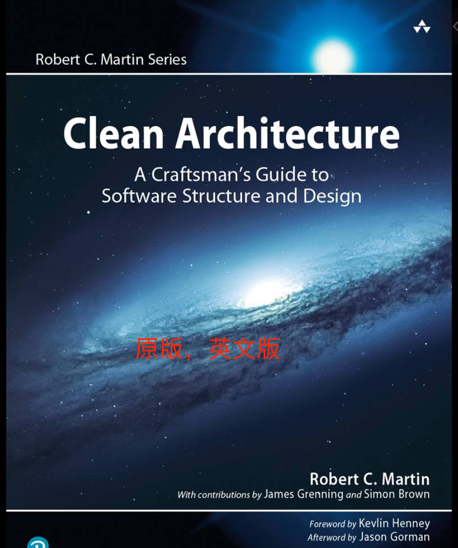 Robert C. Martin Series
Clean Architecture
A Craftsman's Guide to
Software Structure and Design
原版，英文版
Robert C. Martin
With contributions by James Grenning and Simon Brown
Foreword by Kevlin Henney
Afterword by Jason Gorman